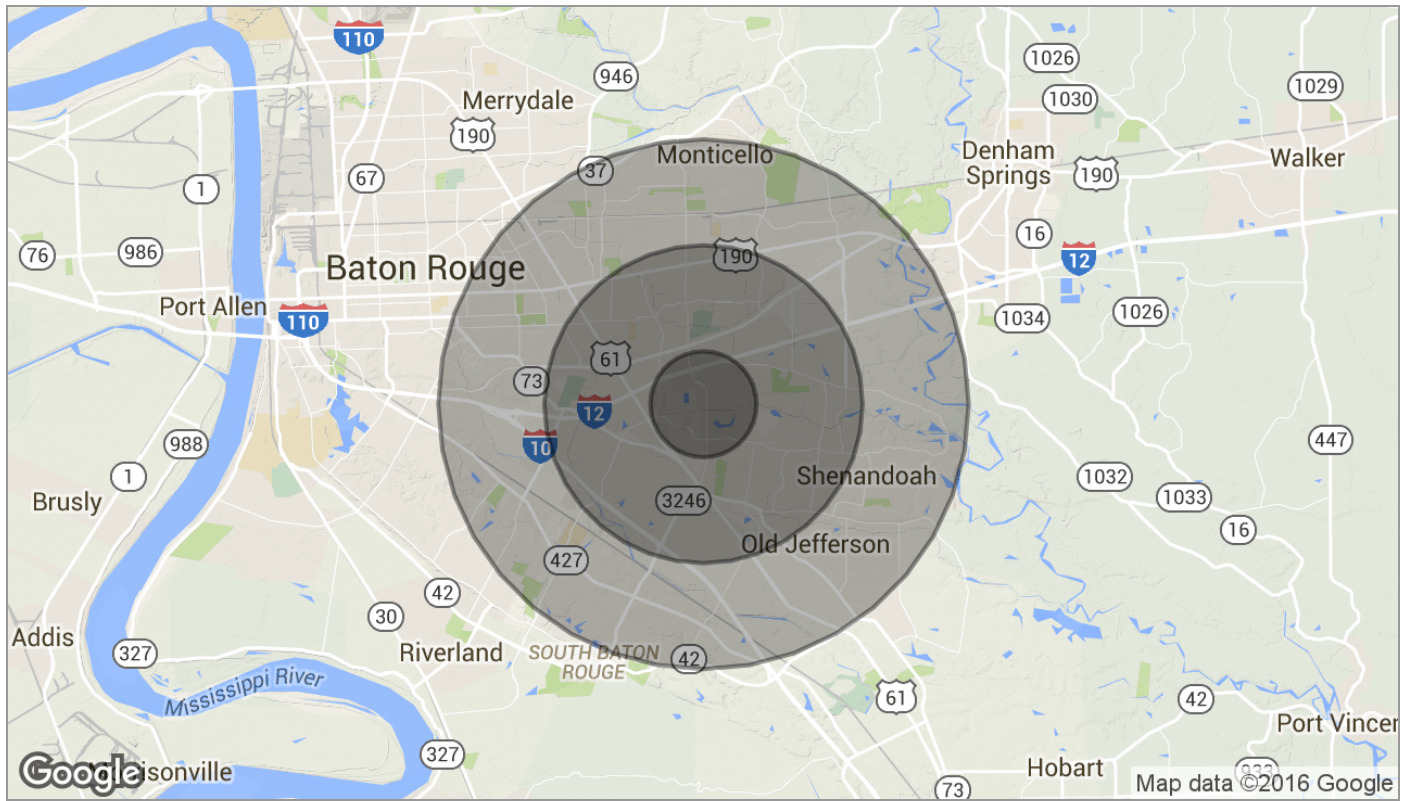 110
946
1026
1029
1030
Merrydale
190
Monticello
Denham
Springs
190
Walker
37
67
1
76
986
16
12
190
Baton Rouge
Port Allen
110
1034
1026
61
73
12
10
988
447
1
Shenandoah
1032
1033
Brusly
3246
16
Old Jefferson
427
42
30
Addis
327
Riverland
SOUTH BATON
ROUGE
42
Mississippi River
61
42
Port Vincen
327
Hobart
Google
isonville
73
933
Map data ©2016 Google